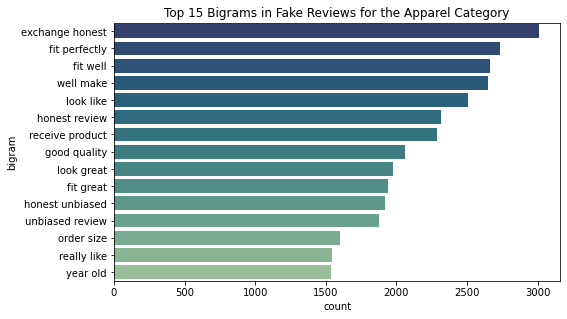 Top 15 Bigrams in Fake Reviews for the Apparel Category
exchange honest
fit perfectly
fit well
well make
look like
honest review
receive product
good quality
look great
fit great
honest unbiased
unbiased review
order size
really like
year old
bigram
0 500 1000 1500 2000 2500 3000
count